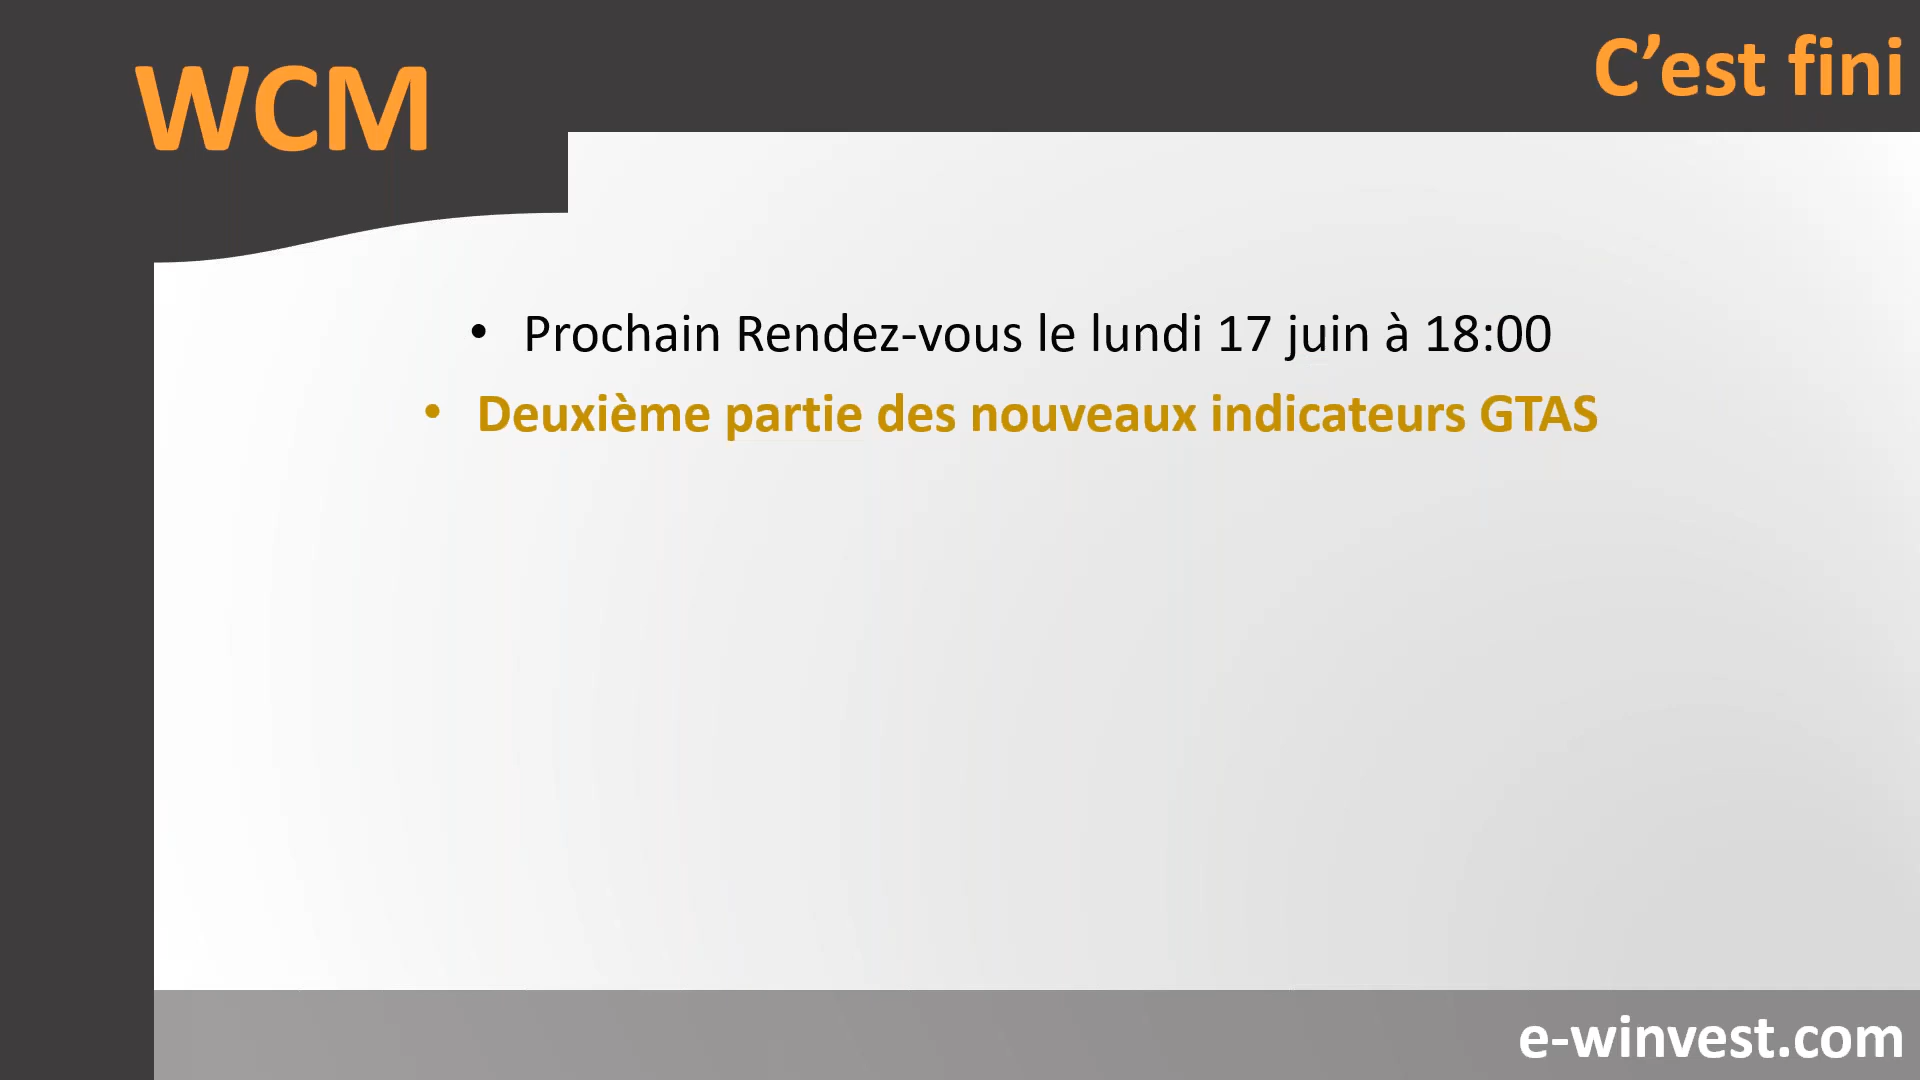 WCM
C’est fini
• Prochain Rendez-vous le lundi 17 juin à 18:00
• Deuxième partie des nouveaux indicateurs GTAS
e-winvest.com